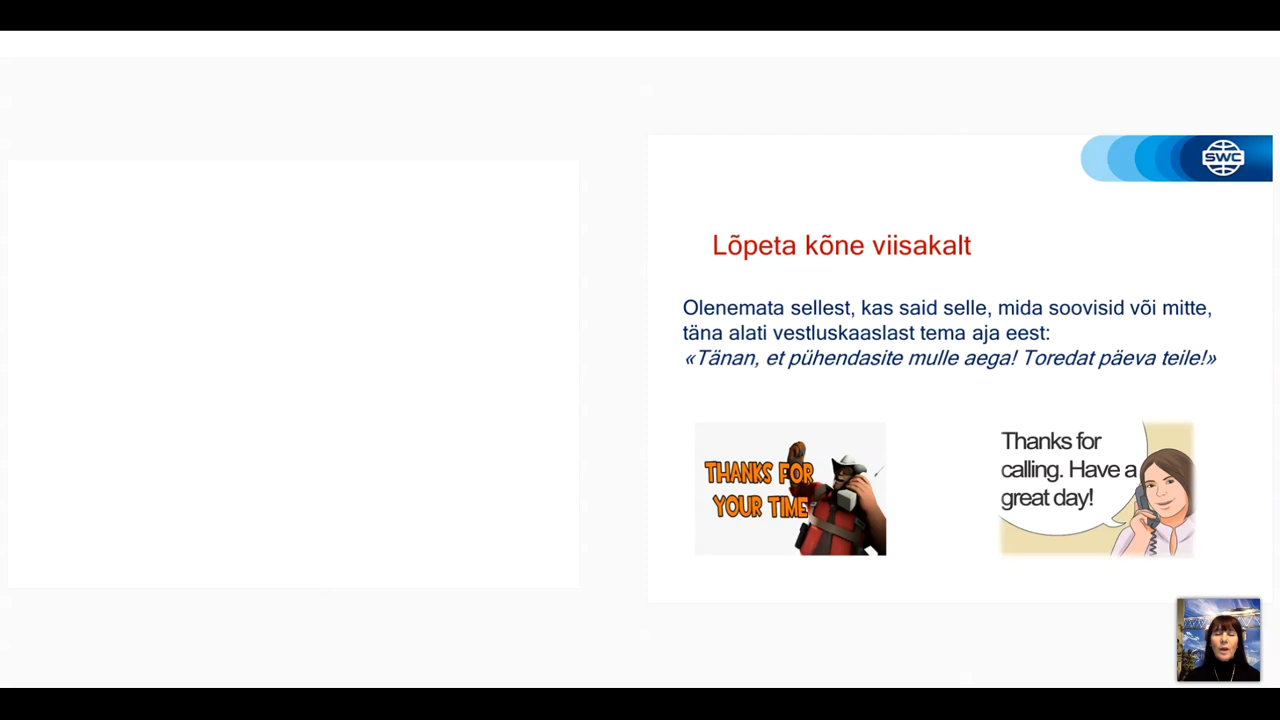 SWC
Lõpeta kõne viisakalt
Olenemata sellest, kas said selle, mida soovisid või mitte,
täna alati vestluskaaslast tema aja eest:
«Tänan, et pühendasite mulle aega! Toredat päeva teile!»
THANKS FOR
YOUR TIME
Thanks for
calling. Have a
great day!